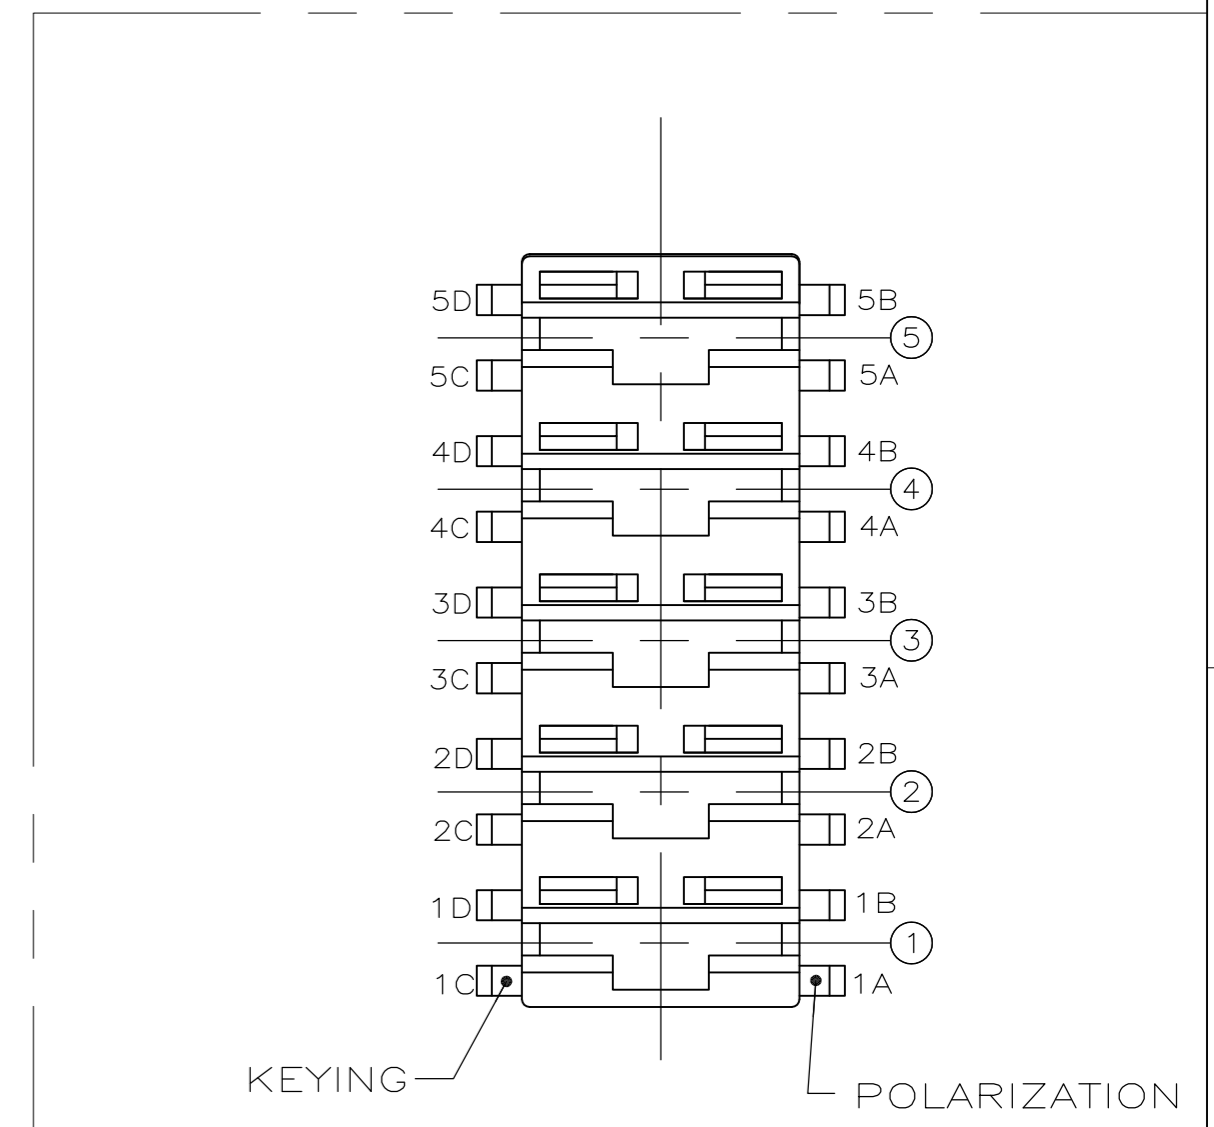 5D 5B
5
5C 5A
4D 4B
4
4C 4A
3D 3B
3
3C 3A
2D 2B
2
2C 2A
1D 1B
1
1C 1A
KEYING
POLARIZATION